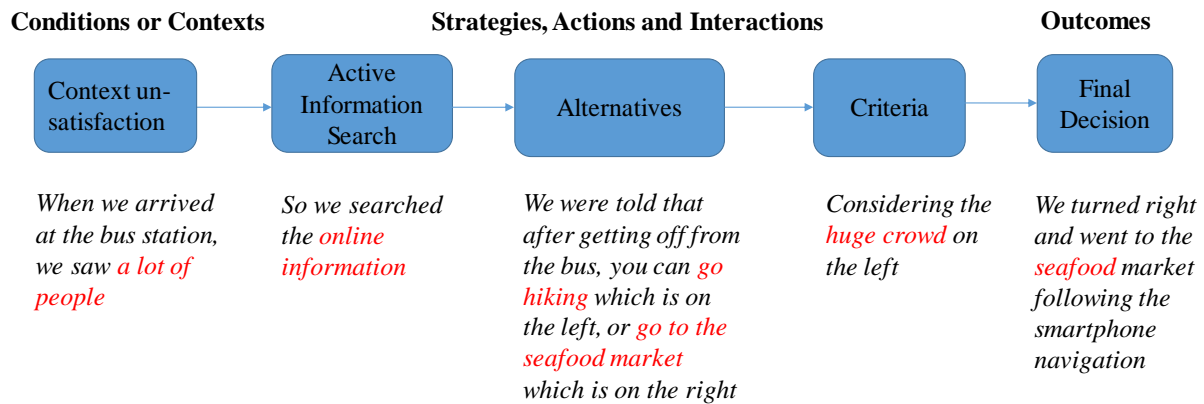 Conditions or Contexts
Strategies, Actions and Interactions
Outcomes
Context un-
satisfaction
Active
Information
Search
Alternatives
Criteria
Final
Decision
When we arrived
at the bus station,
we saw a lot of
people
So we searched
the online
information
We were told that
after getting off from
the bus, you can go
hiking which is on
the left, or go to the
seafood market
which is on the right
Considering the
huge crowd on
the left
We turned right
and went to the
seafood market
following the
smartphone
navigation